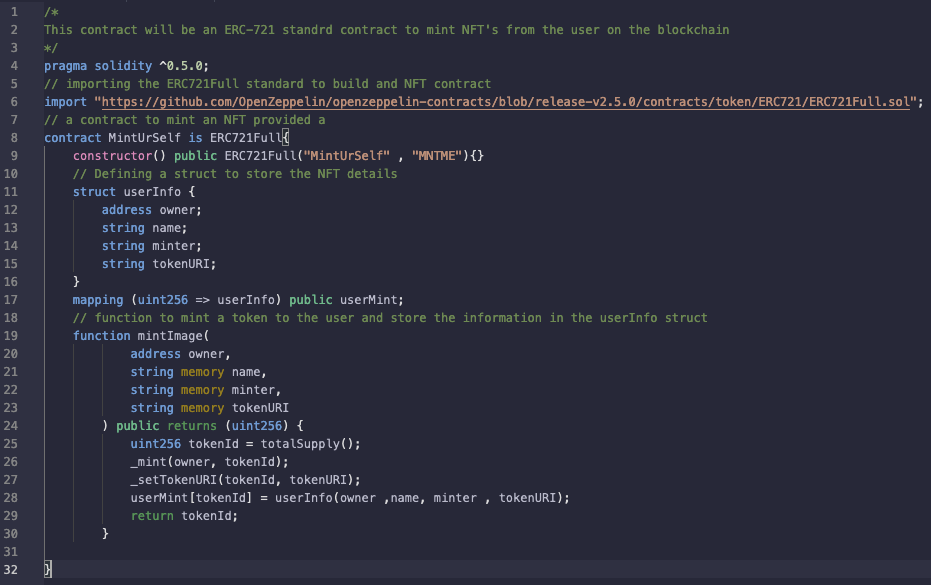 1 /*
2 This contract will be an ERC-721 standrd contract to mint NFT's from the user on the blockchain
3 */
4 pragma solidity ^0.5.0;
5 // importing the ERC721Full standard to build and NFT contract
6 import "https://github.com/OpenZeppelin/openzeppelin-contracts/blob/release-v2.5.0/contracts/token/ERC721/ERC721Full.sol";
7 // a contract to mint an NFT provided a
8 contract MintUrSelf is ERC721Full{
9     constructor() public ERC721Full("MintUrSelf" , "MNTME"){}
10     // Defining a struct to store the NFT details
11     struct userInfo {
12         address owner;
13         string name;
14         string minter;
15         string tokenURI;
16     }
17     mapping (uint256 => userInfo) public userMint;
18     // function to mint a token to the user and store the information in the userInfo struct
19     function mintImage(
20             address owner,
21             string memory name,
22             string memory minter,
23             string memory tokenURI
24         ) public returns (uint256) {
25             uint256 tokenId = totalSupply();
26             _mint(owner, tokenId);
27             _setTokenURI(tokenId, tokenURI);
28             userMint[tokenId] = userInfo(owner ,name, minter , tokenURI);
29             return tokenId;
30         }
31
32 }